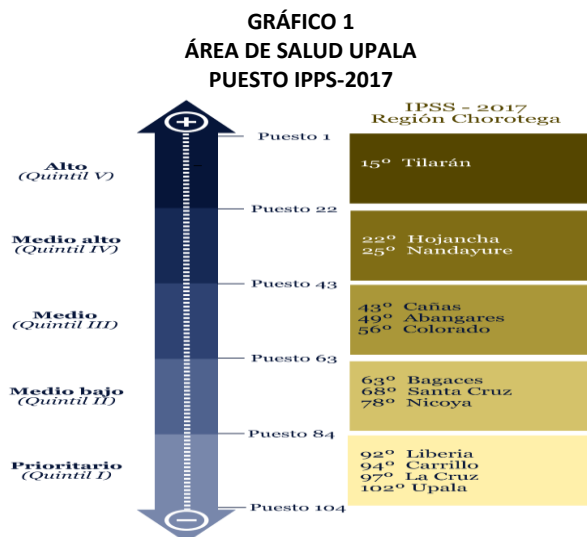 GRÁFICO 1
ÁREA DE SALUD UPALA
PUESTO IPPS-2017
IPSS - 2017
Región Chorotega
Puesto 1
Alto
(Quintil V)
15º Tilarán
Puesto 22
Medio alto
(Quintil IV)
22º Hojancha
25º Nandayure
Puesto 43
Medio
(Quintil III)
43º Cañas
49º Abangares
56º Colorado
Puesto 63
Medio bajo
(Quintil II)
63º Bagaces
68º Santa Cruz
78º Nicoya
Puesto 84
Prioritario
(Quintil I)
92º Liberia
94º Carrillo
97º La Cruz
102º Upala
Puesto 104